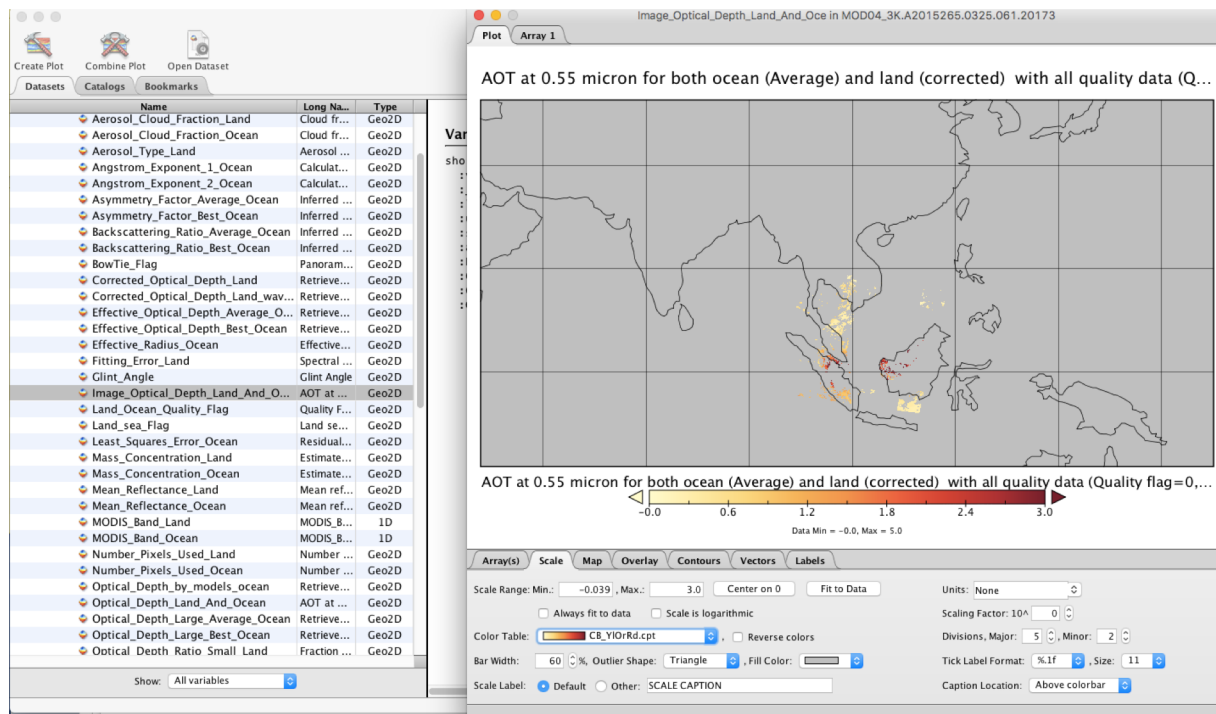 Create Plot Combine Plot Open Dataset
Datasets Catalogs Bookmarks
Name Long Na... Type
Aerosol_Cloud_Fraction_Land Cloud fr... Geo2D
Aerosol_Cloud_Fraction_Ocean Cloud fr... Geo2D
Aerosol_Type_Land Aerosol ... Geo2D
Angstrom_Exponent_1_Ocean Calculat... Geo2D
Angstrom_Exponent_2_Ocean Calculat... Geo2D
Asymmetry_Factor_Average_Ocean Inferred ... Geo2D
Asymmetry_Factor_Best_Ocean Inferred ... Geo2D
Backscattering_Ratio_Average_Ocean Inferred ... Geo2D
Backscattering_Ratio_Best_Ocean Inferred ... Geo2D
BowTie_Flag Panoram... Geo2D
Corrected_Optical_Depth_Land Retrieve... Geo2D
Corrected_Optical_Depth_Land_wav... Retrieve... Geo2D
Effective_Optical_Depth_Average_O... Retrieve... Geo2D
Effective_Optical_Depth_Best_Ocean Retrieve... Geo2D
Effective_Radius_Ocean Effective... Geo2D
Fitting_Error_Land Spectral ... Geo2D
Glint_Angle Glint Angle Geo2D
Image_Optical_Depth_Land_And_O... AOT at ... Geo2D
Land_Ocean_Quality_Flag Quality F... Geo2D
Land_sea_Flag Land se... Geo2D
Least_Squares_Error_Ocean Residual... Geo2D
Mass_Concentration_Land Estimate... Geo2D
Mass_Concentration_Ocean Estimate... Geo2D
Mean_Reflectance_Land Mean ref... Geo2D
Mean_Reflectance_Ocean Mean ref... Geo2D
MODIS_Band_Land MODIS_B... 1D
MODIS_Band_Ocean MODIS_B... 1D
Number_Pixels_Used_Land Number ... Geo2D
Number_Pixels_Used_Ocean Number ... Geo2D
Optical_Depth_by_models_ocean Retrieve... Geo2D
Optical_Depth_Land_And_Ocean AOT at ... Geo2D
Optical_Depth_Large_Average_Ocean Retrieve... Geo2D
Optical_Depth_Large_Best_Ocean Retrieve... Geo2D
Optical_Depth_Ratio_Small_Land Fraction ... Geo2D
Show: All variables
Var
sho
Image_Optical_Depth_Land_And_Oce in MOD04_3K.A2015265.0325.061.20173
Plot Array 1
AOT at 0.55 micron for both ocean (Average) and land (corrected) with all quality data (Q...
AOT at 0.55 micron for both ocean (Average) and land (corrected) with all quality data (Quality flag=0,...
-0.0 0.6 1.2 1.8 2.4 3.0
Data Min = -0.0, Max = 5.0
Array(s) Scale Map Overlay Contours Vectors Labels
Scale Range: Min.: -0.039 , Max.: 3.0 Center on 0 Fit to Data Units: None
Always fit to data Scale is logarithmic Scaling Factor: 10^ 0
Color Table: CB_YlOrRd.cpt , Reverse colors Divisions, Major: 5 , Minor: 2
Bar Width: 60 %, Outlier Shape: Triangle , Fill Color: Tick Label Format: %.1f , Size: 11
Scale Label: Default Other: SCALE CAPTION Caption Location: Above colorbar